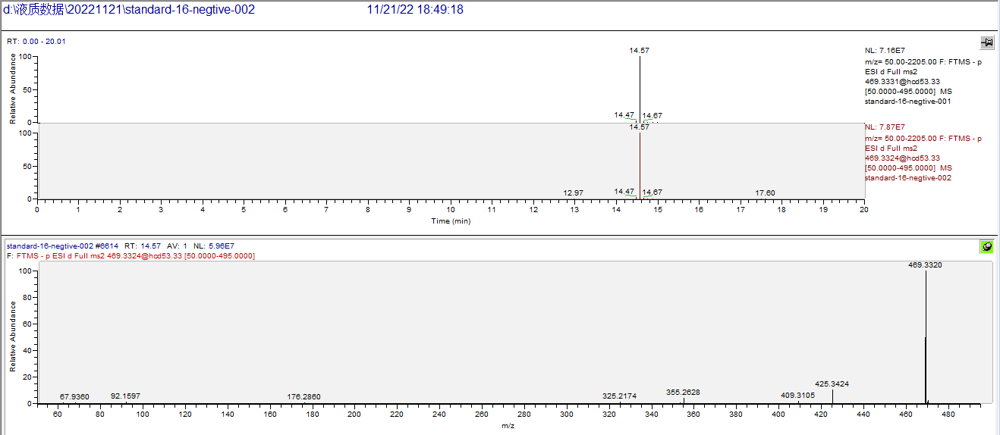 d:\液质数据\20221121\standard-16-negtive-002 11/21/22 18:49:18
RT: 0.00 - 20.01
NL: 7.16E7
m/z= 50.00-2205.00 F: FTMS - p
ESI d Full ms2
469.3331@hcd53.33
[50.0000-495.0000] MS
standard-16-negtive-001
Relative Abundance
100
50
0
14.57
14.47 14.67
NL: 7.87E7
m/z= 50.00-2205.00 F: FTMS - p
ESI d Full ms2
469.3324@hcd53.33
[50.0000-495.0000] MS
standard-16-negtive-002
100
50
0
14.57
12.97 14.47 14.67 17.60
0 1 2 3 4 5 6 7 8 9 10 11 12 13 14 15 16 17 18 19 20
Time (min)
standard-16-negtive-002 #6614 RT: 14.57 AV: 1 NL: 5.96E7
F: FTMS - p ESI d Full ms2 469.3324@hcd53.33 [50.0000-495.0000]
Relative Abundance
100
80
60
40
20
0
469.3320
425.3424
67.9360 92.1597 176.2860 325.2174 355.2628 409.3105
60 80 100 120 140 160 180 200 220 240 260 280 300 320 340 360 380 400 420 440 460 480
m/z